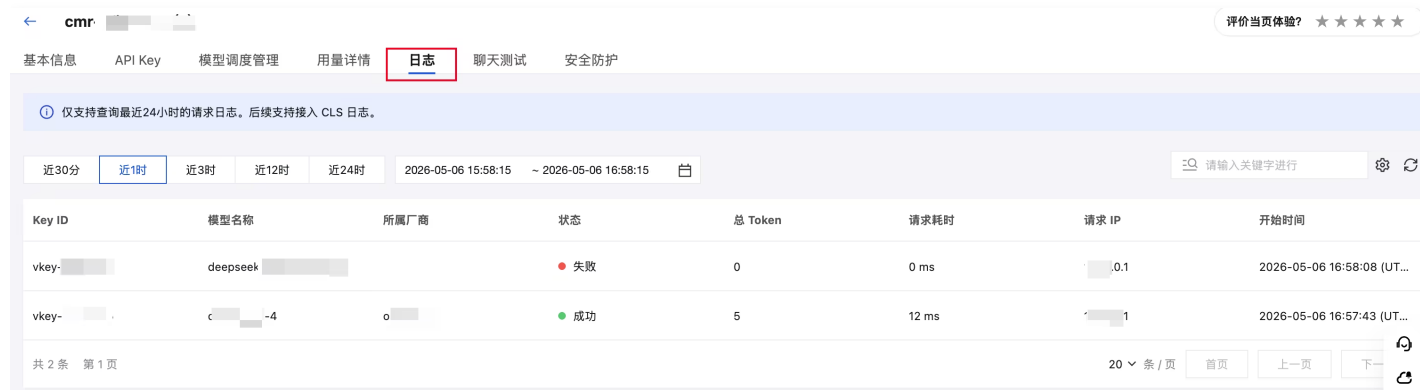 cmr-
评价当页体验?
基本信息 API Key 模型调度管理 用量详情 日志 聊天测试 安全防护
仅支持查询最近24小时的请求日志。后续支持接入 CLS 日志。
近30分 近1时 近3时 近12时 近24时 2026-05-06 15:58:15 ~ 2026-05-06 16:58:15 请输入关键字进行
Key ID 模型名称 所属厂商 状态 总 Token 请求耗时 请求 IP 开始时间
vkey- deepseek 失败 0 0 ms .0.1 2026-05-06 16:58:08 (UT...
vkey- -4 o 成功 5 12 ms 1 2026-05-06 16:57:43 (UT...
共 2 条 第 1 页 20 条 / 页 首页 上一页 下一